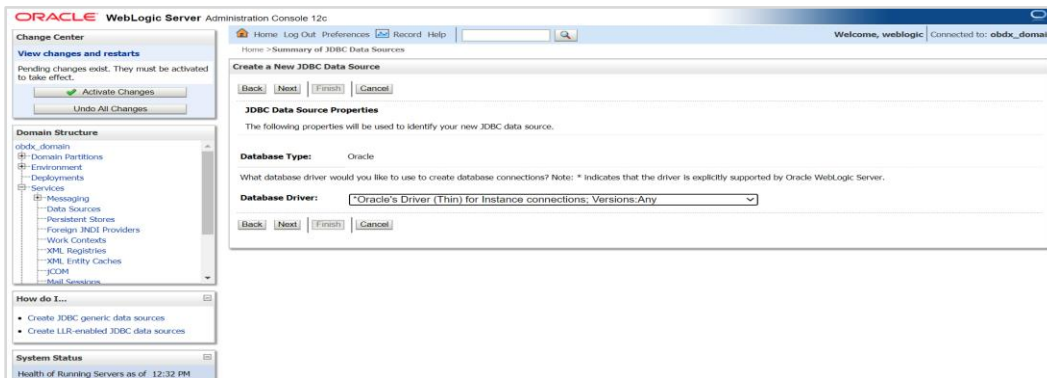 ORACLE WebLogic Server Administration Console 12c
Change Center
View changes and restarts
Pending changes exist. They must be activated
to take effect.
Activate Changes
Undo All Changes
Domain Structure
obdx_domain
Domain Partitions
Environment
Deployments
Services
Messaging
Data Sources
Persistent Stores
Foreign JNDI Providers
Work Contexts
XML Registries
XML Entity Caches
jCOM
Mail Sessions
How do I...
Create JDBC generic data sources
Create LLR-enabled JDBC data sources
System Status
Health of Running Servers as of 12:32 PM
Home Log Out Preferences Record Help
Welcome, weblogic Connected to: obdx_domai
Home >Summary of JDBC Data Sources
Create a New JDBC Data Source
Back Next Finish Cancel
JDBC Data Source Properties
The following properties will be used to identify your new JDBC data source.
Database Type: Oracle
What database driver would you like to use to create database connections? Note: * indicates that the driver is explicitly supported by Oracle WebLogic Server.
Database Driver: *Oracle's Driver (Thin) for Instance connections; Versions:Any
Back Next Finish Cancel